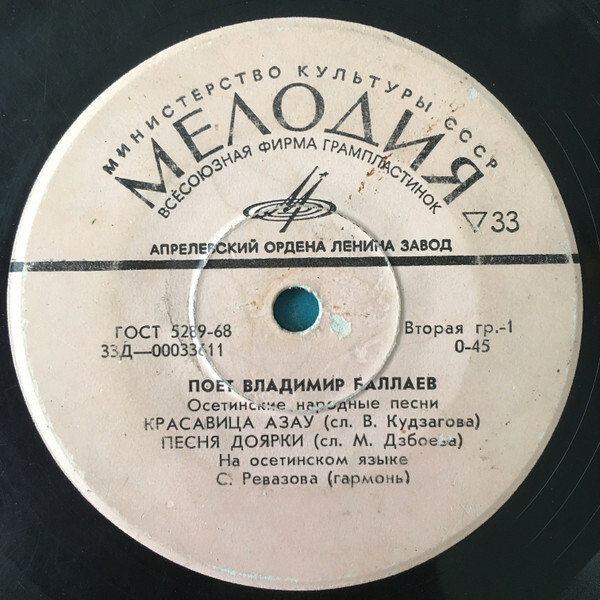 МИНИСТЕРСТВО КУЛЬТУРЫ СССР
МЕЛОДИЯ
ВСЕСОЮЗНАЯ ФИРМА ГРАМПЛАСТИНОК
▽33
АПРЕЛЕВСКИЙ ОРДЕНА ЛЕНИНА ЗАВОД
ГОСТ 5289-68 Вторая гр.-1
33Д—00033611 0-45
ПОЕТ ВЛАДИМИР БАЛЛАЕВ
Осетинские народные песни
КРАСАВИЦА АЗАУ (сл. В. Кудзагова)
ПЕСНЯ ДОЯРКИ (сл. М. Дзбоева)
На осетинском языке
С. Ревазова (гармонь)